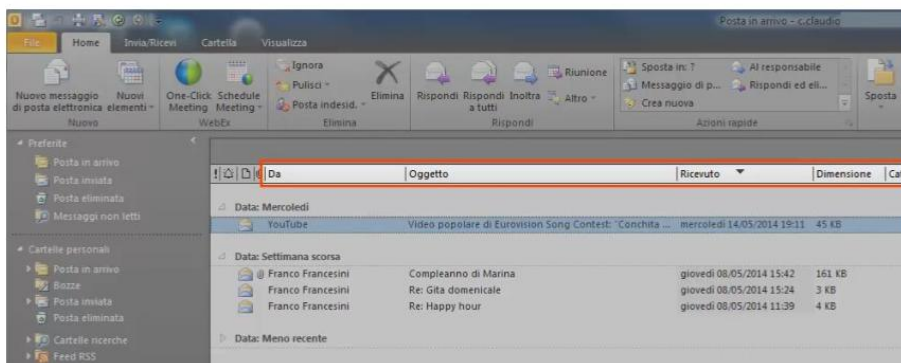 Posta in arrivo - c.claudio
File Home Invia/Ricevi Cartella Visualizza
Nuovo messaggio di posta elettronica
Nuovi elementi
Nuovo
One-Click Meeting
Schedule Meeting
WebEx
Ignora
Pulisci
Posta indesid.
Elimina
Elimina
Rispondi
Rispondi a tutti
Inoltra
Riunione
Altro
Rispondi
Sposta in: ?
Messaggio di p...
Crea nuova
Al responsabile
Rispondi ed eli...
Azioni rapide
Sposta
Preferite
Posta in arrivo
Posta inviata
Posta eliminata
Messaggi non letti
Cartelle personali
Posta in arrivo
Bozze
Posta inviata
Posta eliminata
Cartelle ricerche
Feed RSS
! Da Oggetto Ricevuto Dimensione Cat
Data: Mercoledì
YouTube Video popolare di Eurovision Song Contest: "Conchita ... mercoledì 14/05/2014 19:11 45 KB
Data: Settimana scorsa
Franco Francesini Compleanno di Marina giovedì 08/05/2014 15:42 161 KB
Franco Francesini Re: Gita domenicale giovedì 08/05/2014 15:24 3 KB
Franco Francesini Re: Happy hour giovedì 08/05/2014 11:39 4 KB
Data: Meno recente